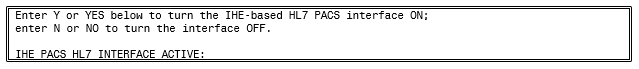 Enter Y or YES below to turn the IHE-based HL7 PACS interface ON;
enter N or NO to turn the interface OFF.
IHE PACS HL7 INTERFACE ACTIVE: